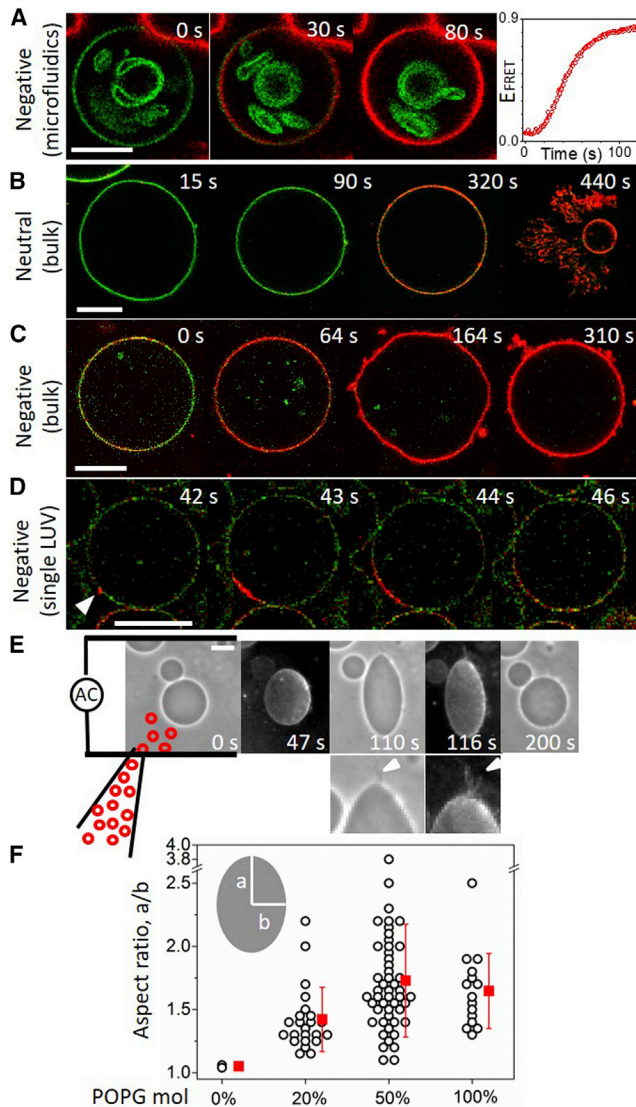 A
Negative
(microfluidics)
0 s
30 s
80 s
EFRET
0.9
0.0
0
100
Time (s)
B
Neutral
(bulk)
15 s
90 s
320 s
440 s
C
Negative
(bulk)
0 s
64 s
164 s
310 s
D
Negative
(single LUV)
42 s
43 s
44 s
46 s
E
AC
0 s
47 s
110 s
116 s
200 s
F
Aspect ratio, a/b
4.0
3.8
2.5
2.0
1.5
1.0
a
b
POPG mol
0%
20%
50%
100%